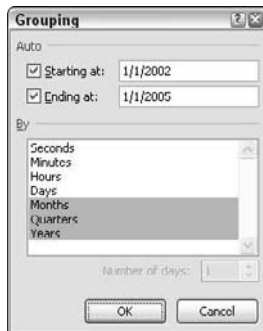 Grouping
Auto
Starting at: 1/1/2002
Ending at: 1/1/2005
By
Seconds
Minutes
Hours
Days
Months
Quarters
Years
Number of days: 1
OK Cancel